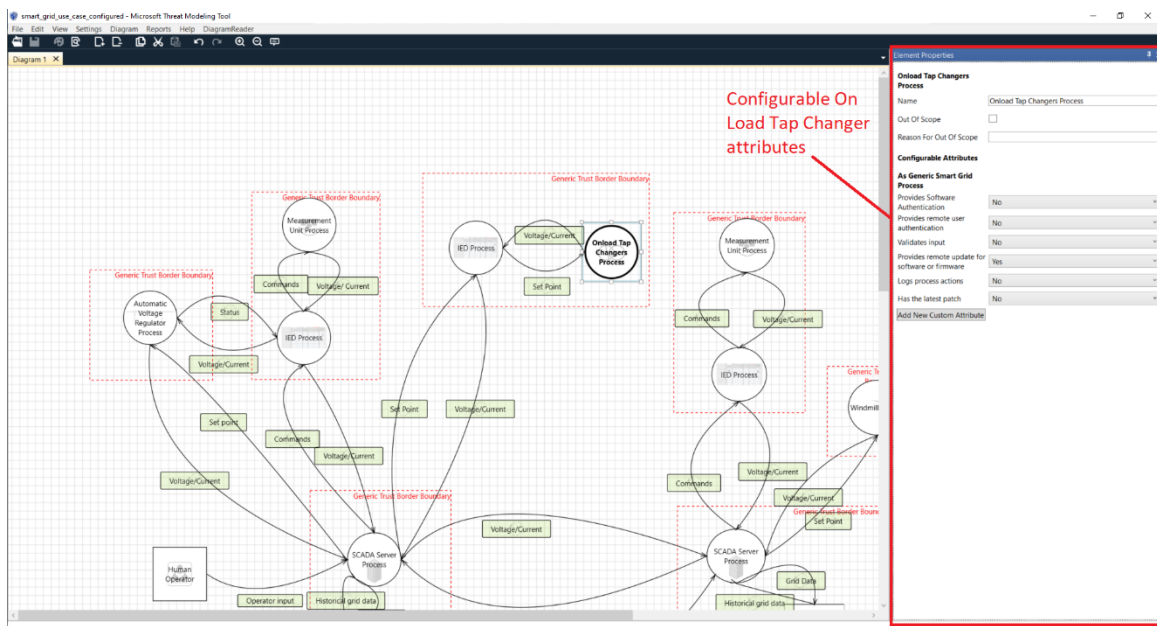 smart_grid_use_case_configured - Microsoft Threat Modeling Tool
File Edit View Settings Diagram Reports Help DiagramReader
Diagram 1
Element Properties
Onload Tap Changers
Process
Name
Onload Tap Changers Process
Out Of Scope
Reason For Out Of Scope
Configurable Attributes
As Generic Smart Grid
Process
Provides Software
Authentication
No
Provides remote user
authentication
No
Validates input
No
Provides remote update for
software or firmware
Yes
Logs process actions
No
Has the latest patch
No
Add New Custom Attribute
Configurable On
Load Tap Changer
attributes
Generic Trust Border Boundary
IED Process
Voltage/Current
Onload Tap
Changers
Process
Set Point
Generic Trust Border Boundary
Measurement
Unit Process
Commands
Voltage/ Current
IED Process
Generic Trust Border Boundary
Automatic
Voltage
Regulator
Process
Status
Voltage/Current
Generic Trust Border Boundary
Measurement
Unit Process
Commands
Voltage/Current
IED Process
Windmill
Set point
Set Point
Voltage/Current
Commands
Voltage/Current
Voltage/Current
Commands
Voltage/Current
Voltage/Current
Set Point
Generic Trust Border Boundary
SCADA Server
Process
Voltage/Current
Generic Trust Border Boun
SCADA Server
Process
Human
Operator
Operator input
Historical grid data
Grid Data
Historical grid data